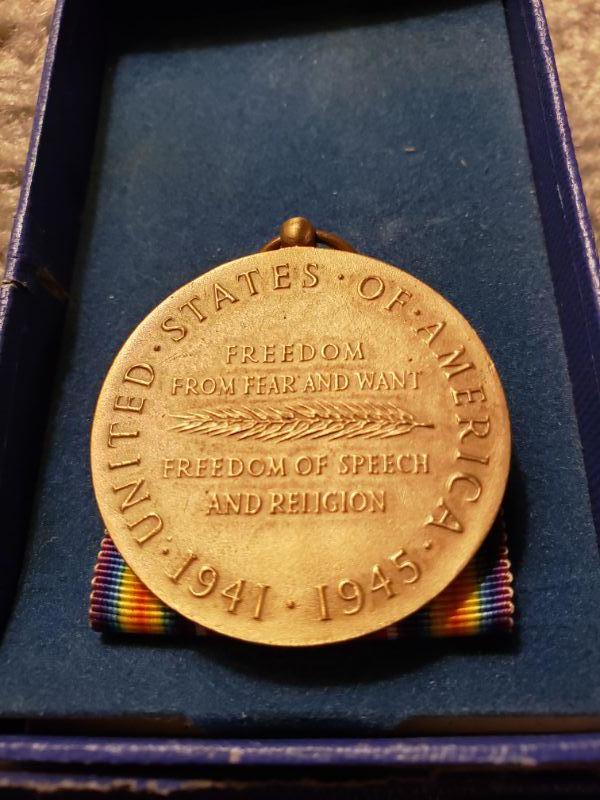 UNITED · STATES · OF · AMERICA ·
FREEDOM
FROM FEAR AND WANT
FREEDOM OF SPEECH
AND RELIGION
· 1941 · 1945 ·